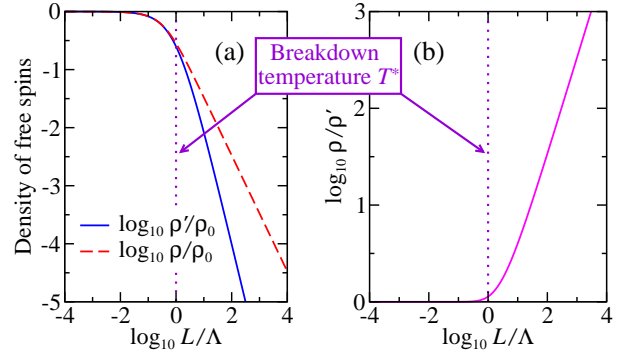 0
-1
-2
-3
-4
-5
Density of free spins
(a)
log₁₀ ρ′/ρ₀
log₁₀ ρ/ρ₀
-4 -2 0 2 4
log₁₀ L/Λ
Breakdown
temperature T*
3
2
1
0
log₁₀ ρ/ρ′
(b)
-4 -2 0 2 4
log₁₀ L/Λ